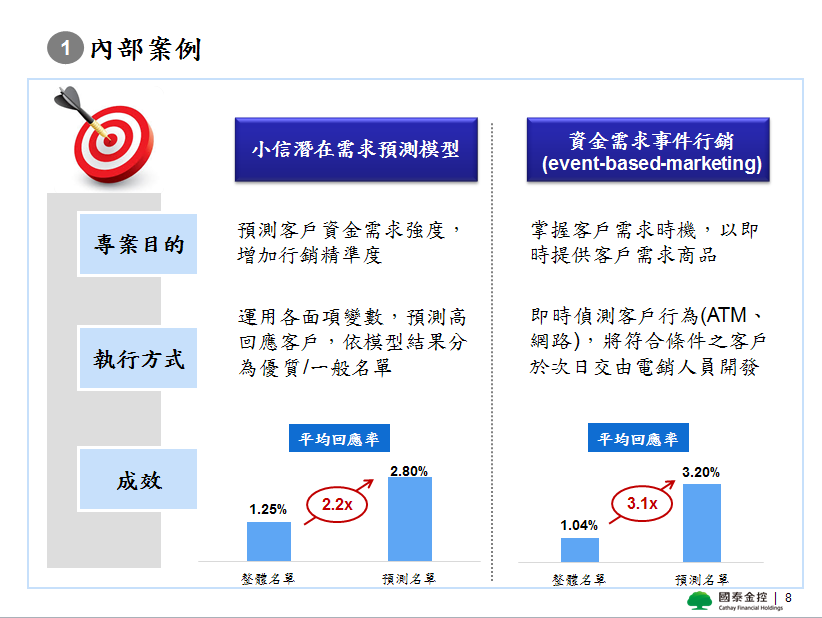 1 內部案例
小信潛在需求預測模型
資金需求事件行銷
(event-based-marketing)
專案目的
預測客戶資金需求強度，
增加行銷精準度
掌握客戶需求時機，以即
時提供客戶需求商品
執行方式
運用各面項變數，預測高
回應客戶，依模型結果分
為優質/一般名單
即時偵測客戶行為(ATM、
網路)，將符合條件之客戶
於次日交由電銷人員開發
成效
平均回應率
1.25%
2.2x
2.80%
整體名單
預測名單
平均回應率
1.04%
3.1x
3.20%
整體名單
預測名單
國泰金控
Cathay Financial Holdings
8